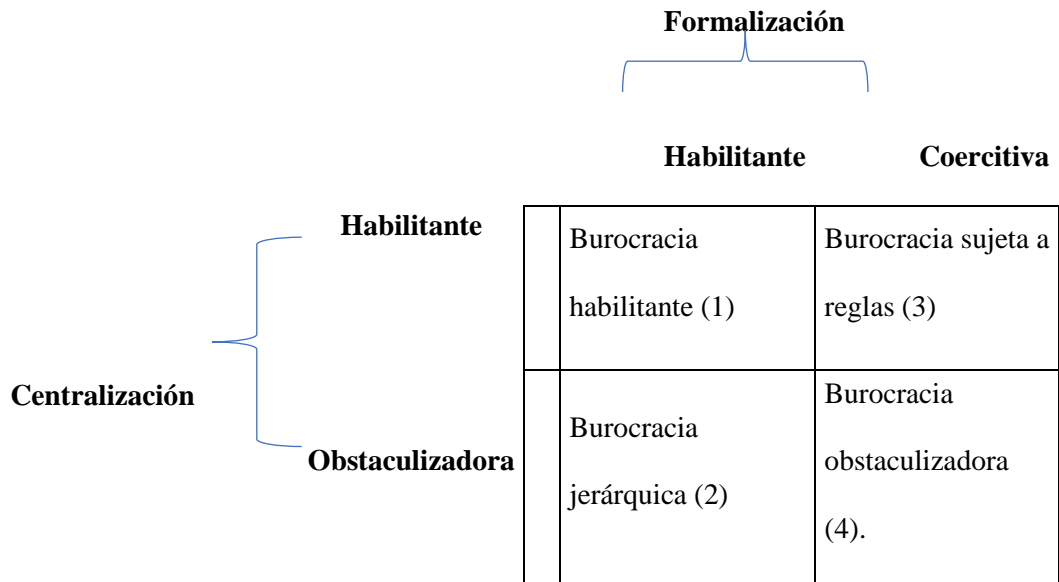 Formalización
Habilitante Coercitiva
Habilitante
Burocracia
habilitante (1)
Burocracia sujeta a
reglas (3)
Centralización
Obstaculizadora
Burocracia
jerárquica (2)
Burocracia
obstaculizadora
(4).